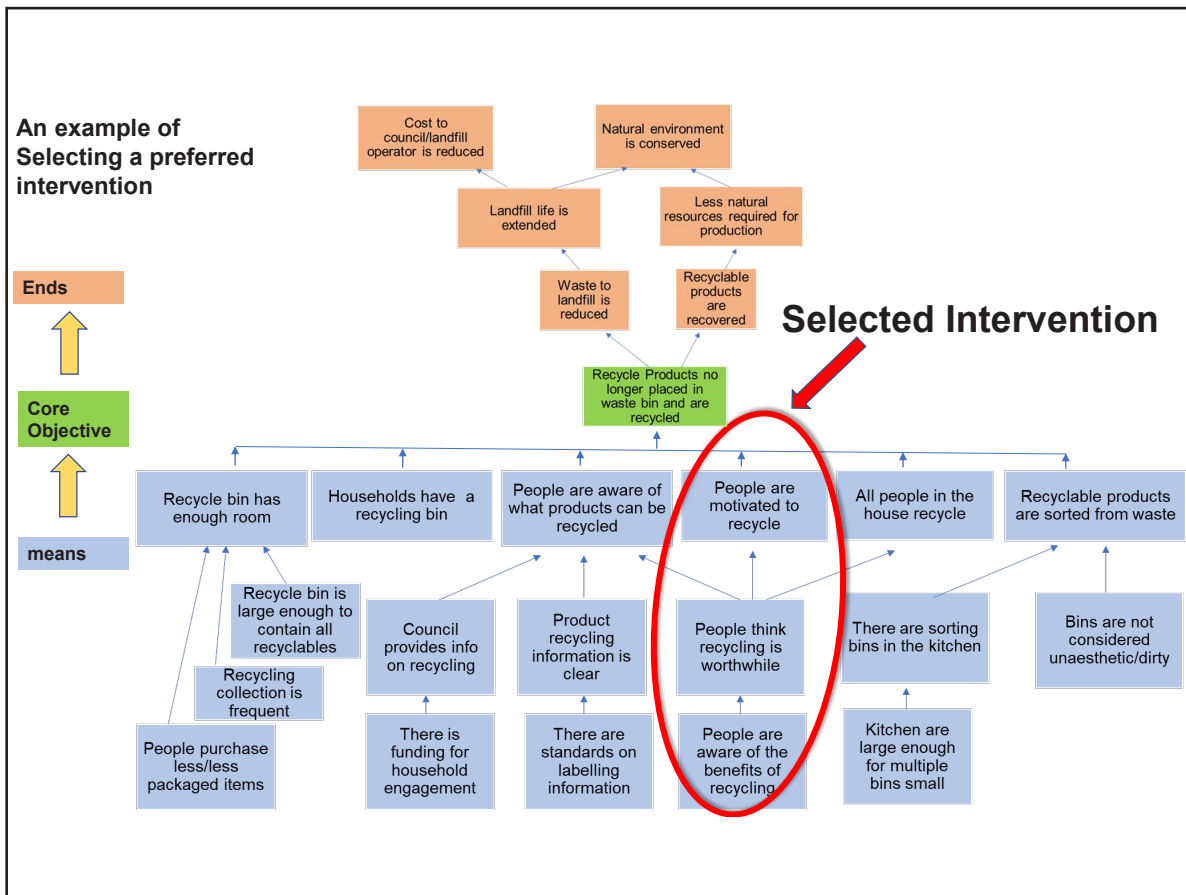 An example of
Selecting a preferred
intervention
Cost to
council/landfill
operator is reduced
Natural environment
is conserved
Landfill life is
extended
Less natural
resources required for
production
Ends
Waste to
landfill is
reduced
Recyclable
products
are
recovered
Selected Intervention
Core
Objective
Recycle Products no
longer placed in
waste bin and are
recycled
means
Recycle bin has
enough room
Households have a
recycling bin
People are aware of
what products can be
recycled
People are
motivated to
recycle
All people in the
house recycle
Recyclable products
are sorted from waste
Recycle bin is
large enough to
contain all
recyclables
Recycling
collection is
frequent
People purchase
less/less
packaged items
Council
provides info
on recycling
Product
recycling
information is
clear
People think
recycling is
worthwhile
There are sorting
bins in the kitchen
Bins are not
considered
unaesthetic/dirty
There is
funding for
household
engagement
There are
standards on
labelling
information
People are
aware of the
benefits of
recycling
Kitchen are
large enough
for multiple
bins small